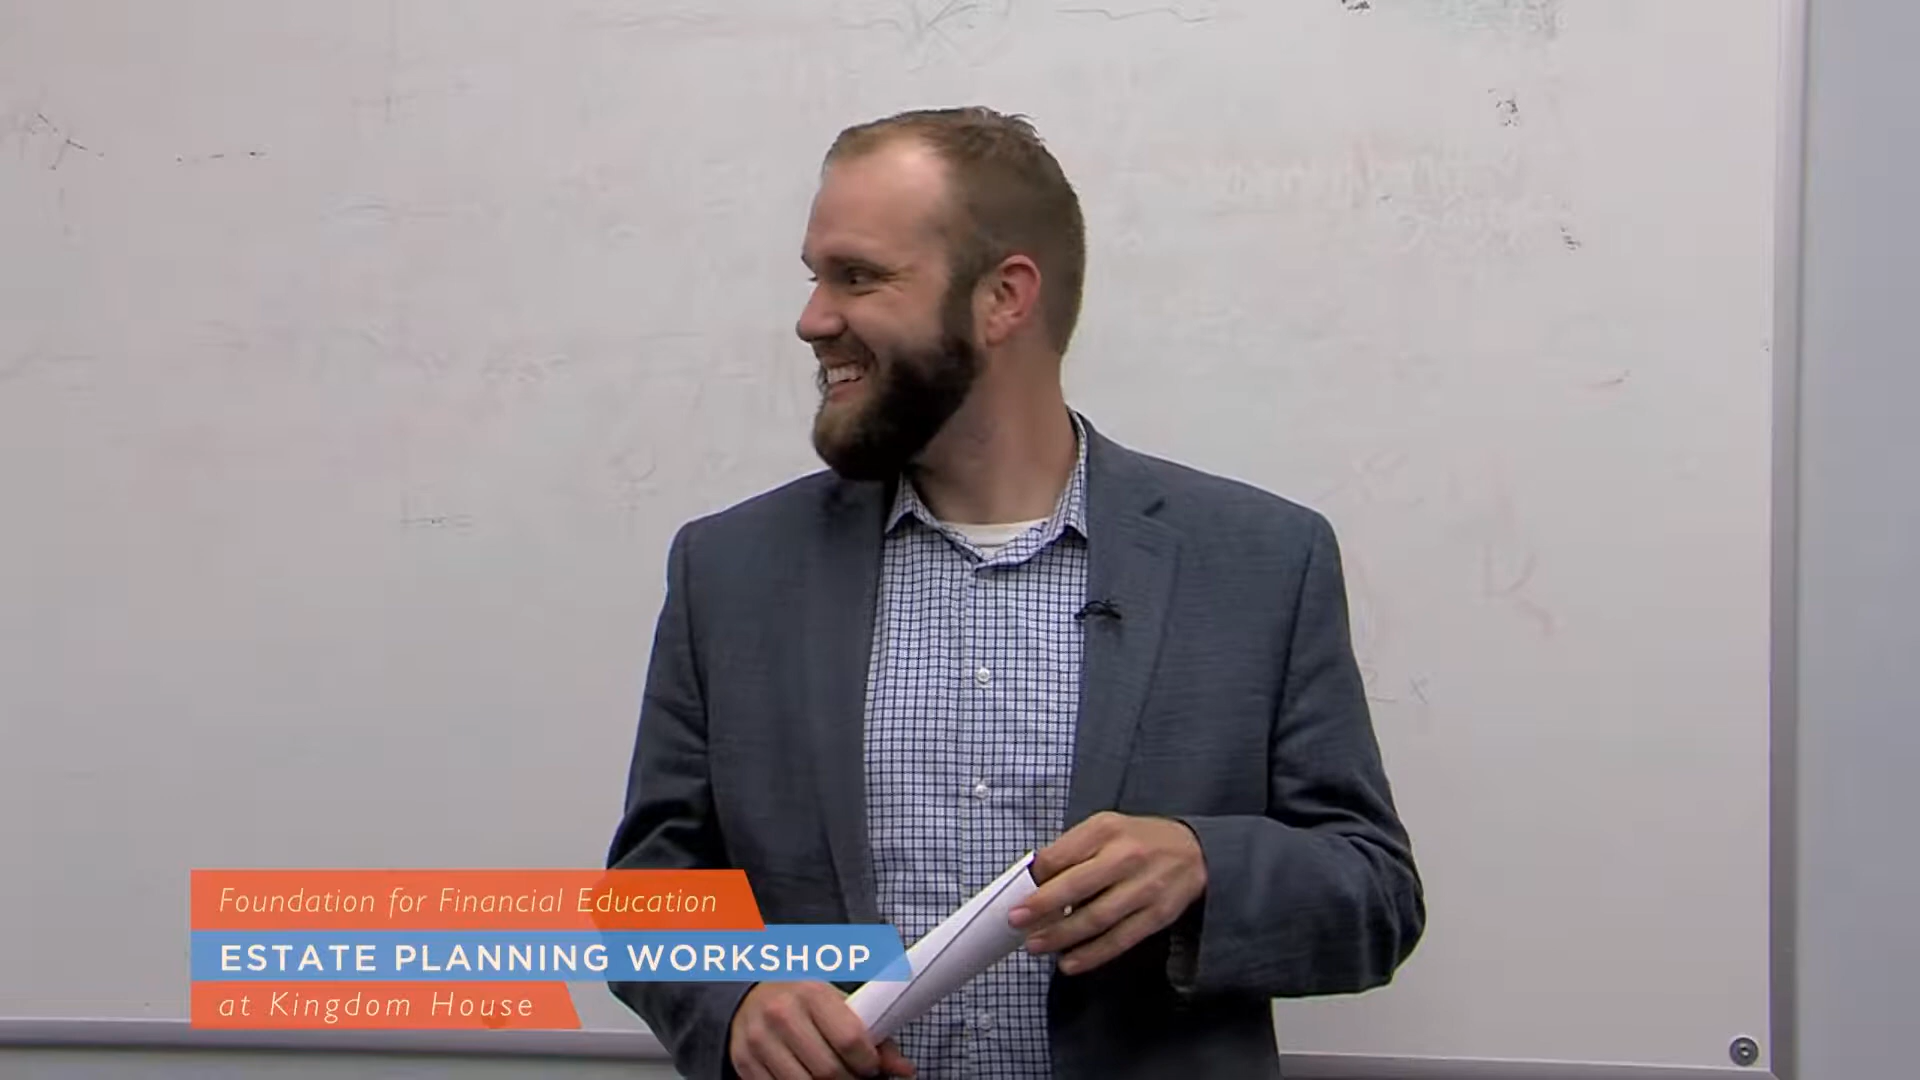 Foundation for Financial Education
ESTATE PLANNING WORKSHOP
at Kingdom House